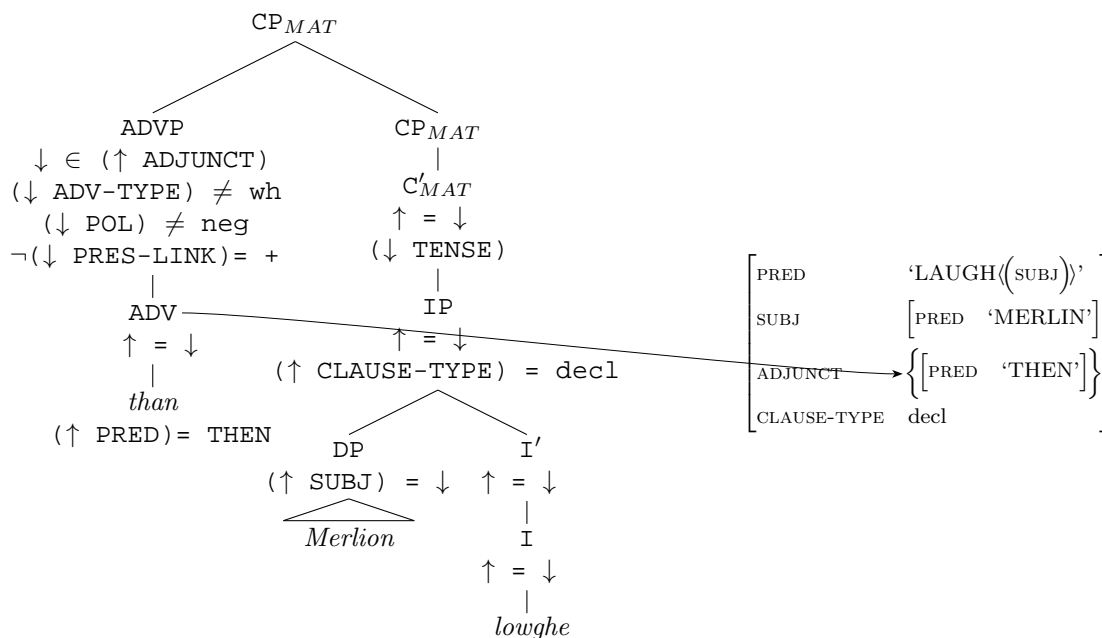 CP_MAT
ADVP CP_MAT
↓ ∈ (↑ ADJUNCT) C′_MAT
(↓ ADV-TYPE) ≠ wh ↑ = ↓
(↓ POL) ≠ neg (↓ TENSE)
¬(↓ PRES-LINK)= +
ADV IP
↑ = ↓ ↑ = ↓
(↑ CLAUSE-TYPE) = decl
than
(↑ PRED)= THEN
DP I′
(↑ SUBJ) = ↓ ↑ = ↓
Merlion I
↑ = ↓
lowghe
PRED ‘LAUGH⟨(SUBJ)⟩’
SUBJ [PRED ‘MERLIN’]
ADJUNCT {[PRED ‘THEN’]}
CLAUSE-TYPE decl